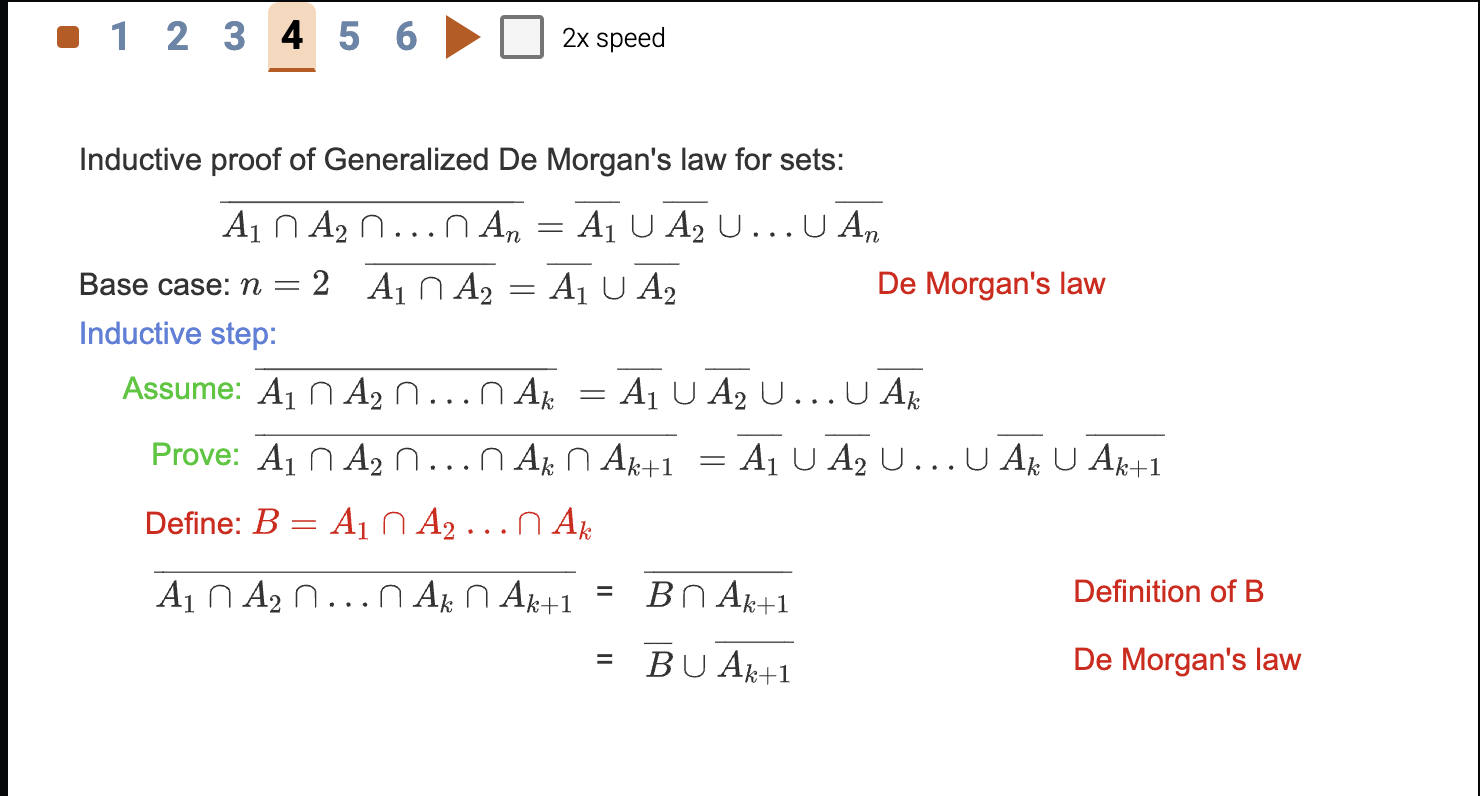 1 2 3 4 5 6 2x speed
Inductive proof of Generalized De Morgan's law for sets:
$\overline{A_1 \cap A_2 \cap \ldots \cap A_n} = \overline{A_1} \cup \overline{A_2} \cup \ldots \cup \overline{A_n}$
Base case: $n = 2$ $\overline{A_1 \cap A_2} = \overline{A_1} \cup \overline{A_2}$ De Morgan's law
Inductive step:
Assume: $\overline{A_1 \cap A_2 \cap \ldots \cap A_k} = \overline{A_1} \cup \overline{A_2} \cup \ldots \cup \overline{A_k}$
Prove: $\overline{A_1 \cap A_2 \cap \ldots \cap A_k \cap A_{k+1}} = \overline{A_1} \cup \overline{A_2} \cup \ldots \cup \overline{A_k} \cup \overline{A_{k+1}}$
Define: $B = A_1 \cap A_2 \ldots \cap A_k$
$\overline{A_1 \cap A_2 \cap \ldots \cap A_k \cap A_{k+1}} = \overline{B \cap A_{k+1}}$ Definition of B
$= \overline{B} \cup \overline{A_{k+1}}$ De Morgan's law